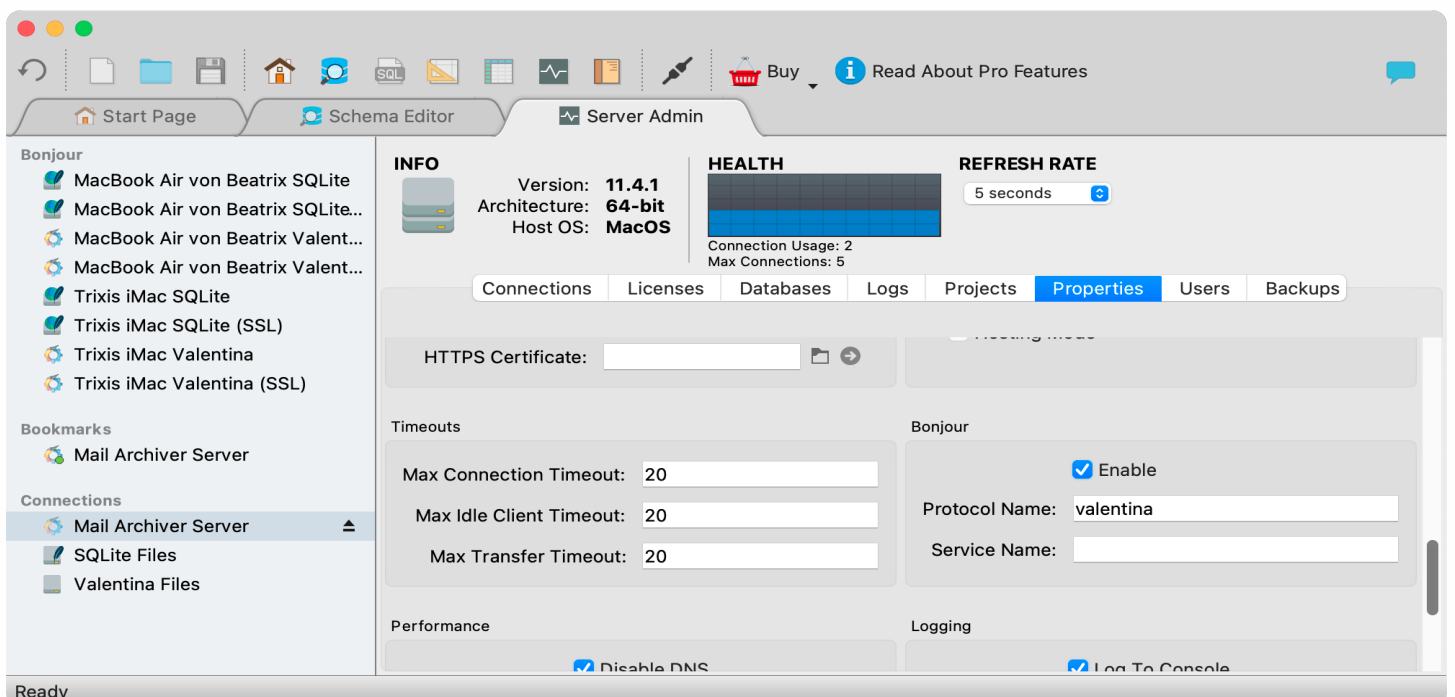 SQL
Buy
Read About Pro Features
Start Page
Schema Editor
Server Admin
Bonjour
MacBook Air von Beatrix SQLite
MacBook Air von Beatrix SQLite...
MacBook Air von Beatrix Valent...
MacBook Air von Beatrix Valent...
Trixis iMac SQLite
Trixis iMac SQLite (SSL)
Trixis iMac Valentina
Trixis iMac Valentina (SSL)
Bookmarks
Mail Archiver Server
Connections
Mail Archiver Server
SQLite Files
Valentina Files
INFO
Version: 11.4.1
Architecture: 64-bit
Host OS: MacOS
HEALTH
Connection Usage: 2
Max Connections: 5
REFRESH RATE
5 seconds
Connections
Licenses
Databases
Logs
Projects
Properties
Users
Backups
HTTPS Certificate:
Hosting Mode
Timeouts
Max Connection Timeout: 20
Max Idle Client Timeout: 20
Max Transfer Timeout: 20
Bonjour
Enable
Protocol Name: valentina
Service Name:
Performance
Disable DNS
Logging
Log To Console
Ready